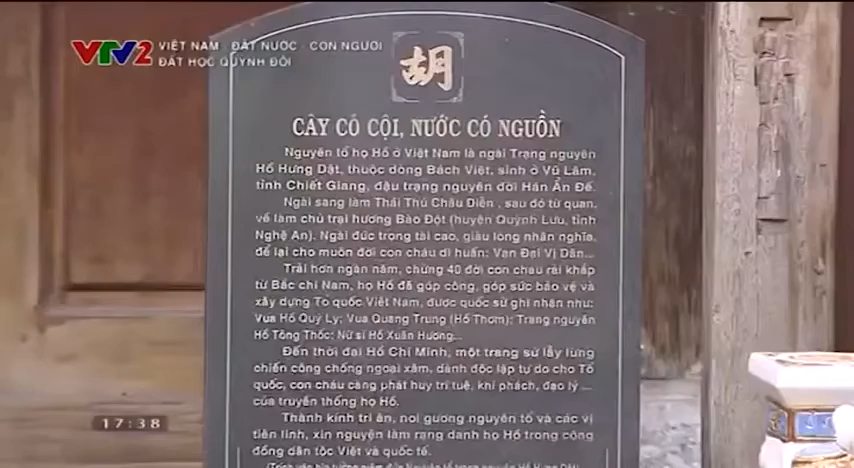 VTV2 VIỆT NAM - ĐẤT NƯỚC - CON NGƯỜI
ĐẤT HỌC QUỲNH ĐÔI
胡
CÂY CÓ CỘI, NƯỚC CÓ NGUỒN
Nguyên tổ họ Hồ ở Việt Nam là ngài Trạng nguyên
Hồ Hưng Dật, thuộc dòng Bách Việt, sinh ở Vũ Lâm,
tỉnh Chiết Giang, đậu trạng nguyên đời Hán Ẩn Đế.
Ngài sang làm Thái Thú Châu Diễn, sau đó từ quan,
về làm chủ trại hương Bào Đột (huyện Quỳnh Lưu, tỉnh
Nghệ An). Ngài đức trọng tài cao, giàu lòng nhân nghĩa,
để lại cho muôn đời con cháu di huấn: Vạn Đại Vị Dân...
Trải hơn ngàn năm, chừng 40 đời con cháu rải khắp
từ Bắc chí Nam, họ Hồ đã góp công, góp sức bảo vệ và
xây dựng Tổ quốc Việt Nam, được quốc sử ghi nhận như:
Vua Hồ Quý Ly; Vua Quang Trung (Hồ Thơm); Trạng nguyên
Hồ Tông Thốc; Nữ sĩ Hồ Xuân Hương...
Đến thời đại Hồ Chí Minh, một trang sử lẫy lừng
chiến công chống ngoại xâm, dành độc lập tự do cho Tổ
quốc, con cháu càng phát huy trí tuệ, khí phách, đạo lý ...
của truyền thống họ Hồ.
Thành kính tri ân, noi gương nguyên tổ và các vị
tiên linh, xin nguyện làm rạng danh họ Hồ trong cộng
đồng dân tộc Việt và quốc tế.
17:38